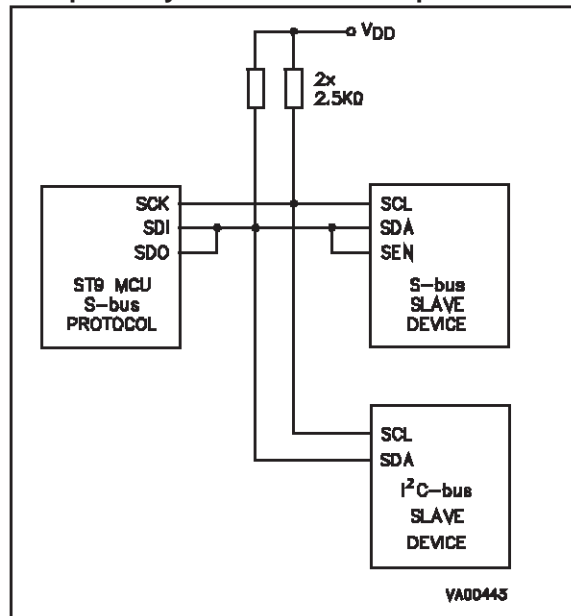 VDD
2x
2.5KΩ
SCK
SDI
SDO
ST9 MCU
S-bus
PROTOCOL
SCL
SDA
SEN
S-bus
SLAVE
DEVICE
SCL
SDA
I²C-bus
SLAVE
DEVICE
VA00443